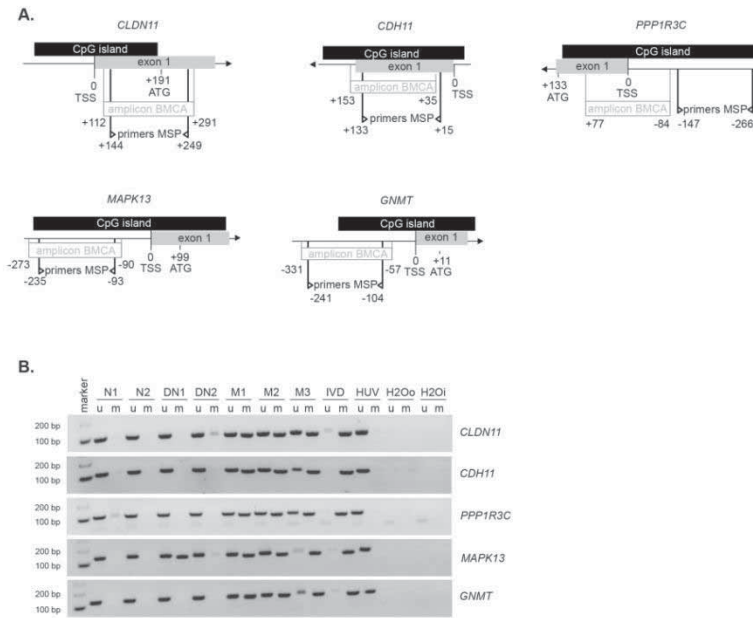 A.
CLDN11
CpG island
exon 1
0
TSS
+191
ATG
amplicon BMCA
+112
+291
primers MSP
+144
+249
CDH11
CpG island
exon 1
0
TSS
amplicon BMCA
+153
+35
primers MSP
+133
+15
PPP1R3C
CpG island
exon 1
+133
ATG
0
TSS
amplicon BMCA
+77
-84
-147
-266
primers MSP
MAPK13
CpG island
exon 1
amplicon BMCA
0
TSS
+99
ATG
-273
-90
primers MSP
-235
-93
GNMT
CpG island
exon 1
amplicon BMCA
0
TSS
+11
ATG
-331
-57
primers MSP
-241
-104
B.
marker N1 N2 DN1 DN2 M1 M2 M3 IVD HUV H2Oo H2Oi
u m u m u m u m u m u m u m u m u m u m u m
200 bp
100 bp
CLDN11
200 bp
100 bp
CDH11
200 bp
100 bp
PPP1R3C
200 bp
100 bp
MAPK13
200 bp
100 bp
GNMT